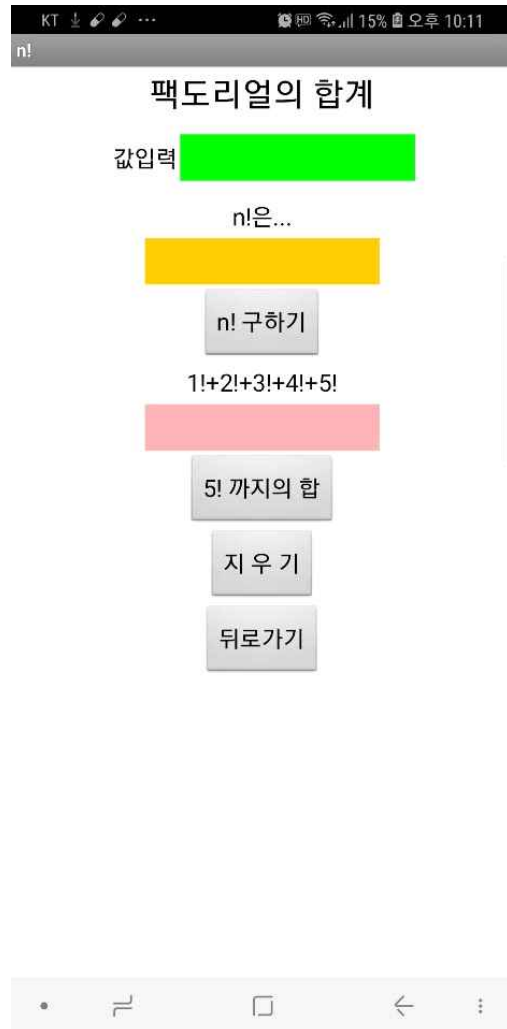 KT ... 15% 오후 10:11
n!
팩도리얼의 합계
값입력
n!은...
n! 구하기
1!+2!+3!+4!+5!
5! 까지의 합
지 우 기
뒤로가기